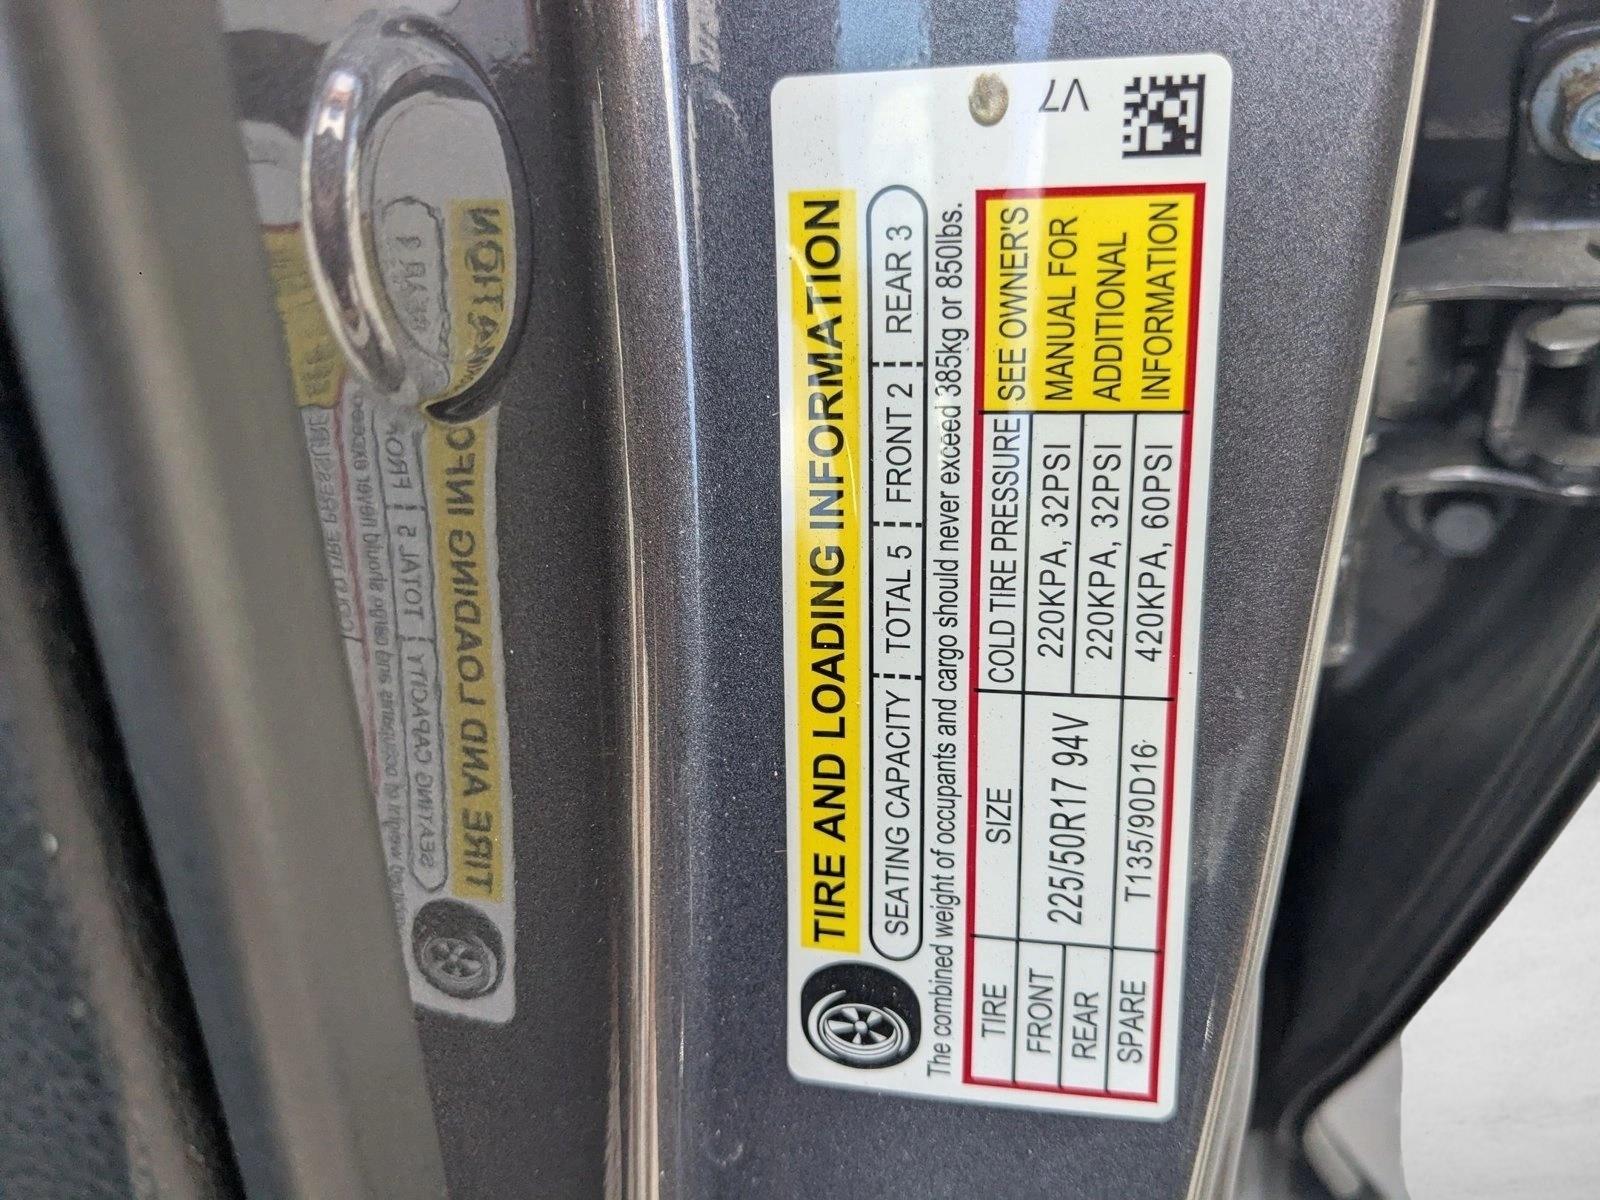 TIRE AND LOADING INFORMATION
SEATING CAPACITY TOTAL 5 FRONT 2 REAR 3
The combined weight of occupants and cargo should never exceed 385kg or 850lbs.
TIRE SIZE COLD TIRE PRESSURE
FRONT 225/50R17 94V 220KPA, 32PSI
REAR 220KPA, 32PSI
SPARE T135/90D16 420KPA, 60PSI
SEE OWNER'S
MANUAL FOR
ADDITIONAL
INFORMATION
V7